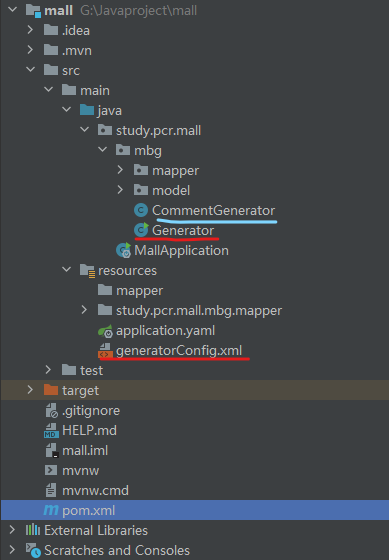 mall G:\Javaproject\mall
.idea
.mvn
src
main
java
study.pcr.mall
mbg
mapper
model
CommentGenerator
Generator
MallApplication
resources
mapper
study.pcr.mall.mbg.mapper
application.yaml
generatorConfig.xml
test
target
.gitignore
HELP.md
mall.iml
mvnw
mvnw.cmd
pom.xml
External Libraries
Scratches and Consoles